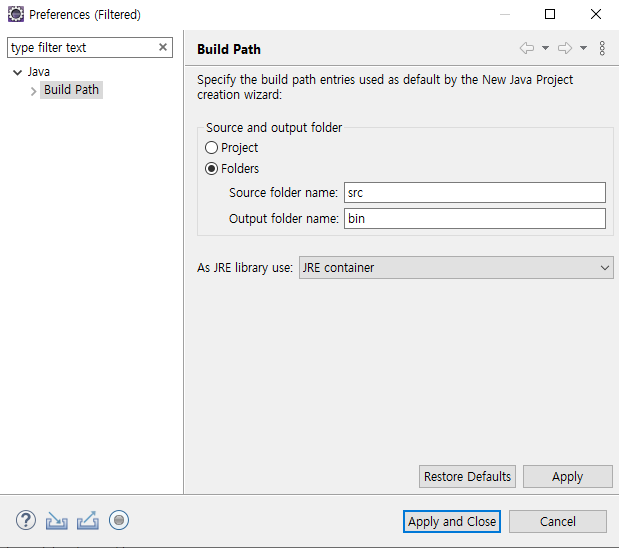 Preferences (Filtered)
type filter text
Java
Build Path
Build Path
Specify the build path entries used as default by the New Java Project
creation wizard:
Source and output folder
Project
Folders
Source folder name: src
Output folder name: bin
As JRE library use: JRE container
Restore Defaults Apply
Apply and Close Cancel